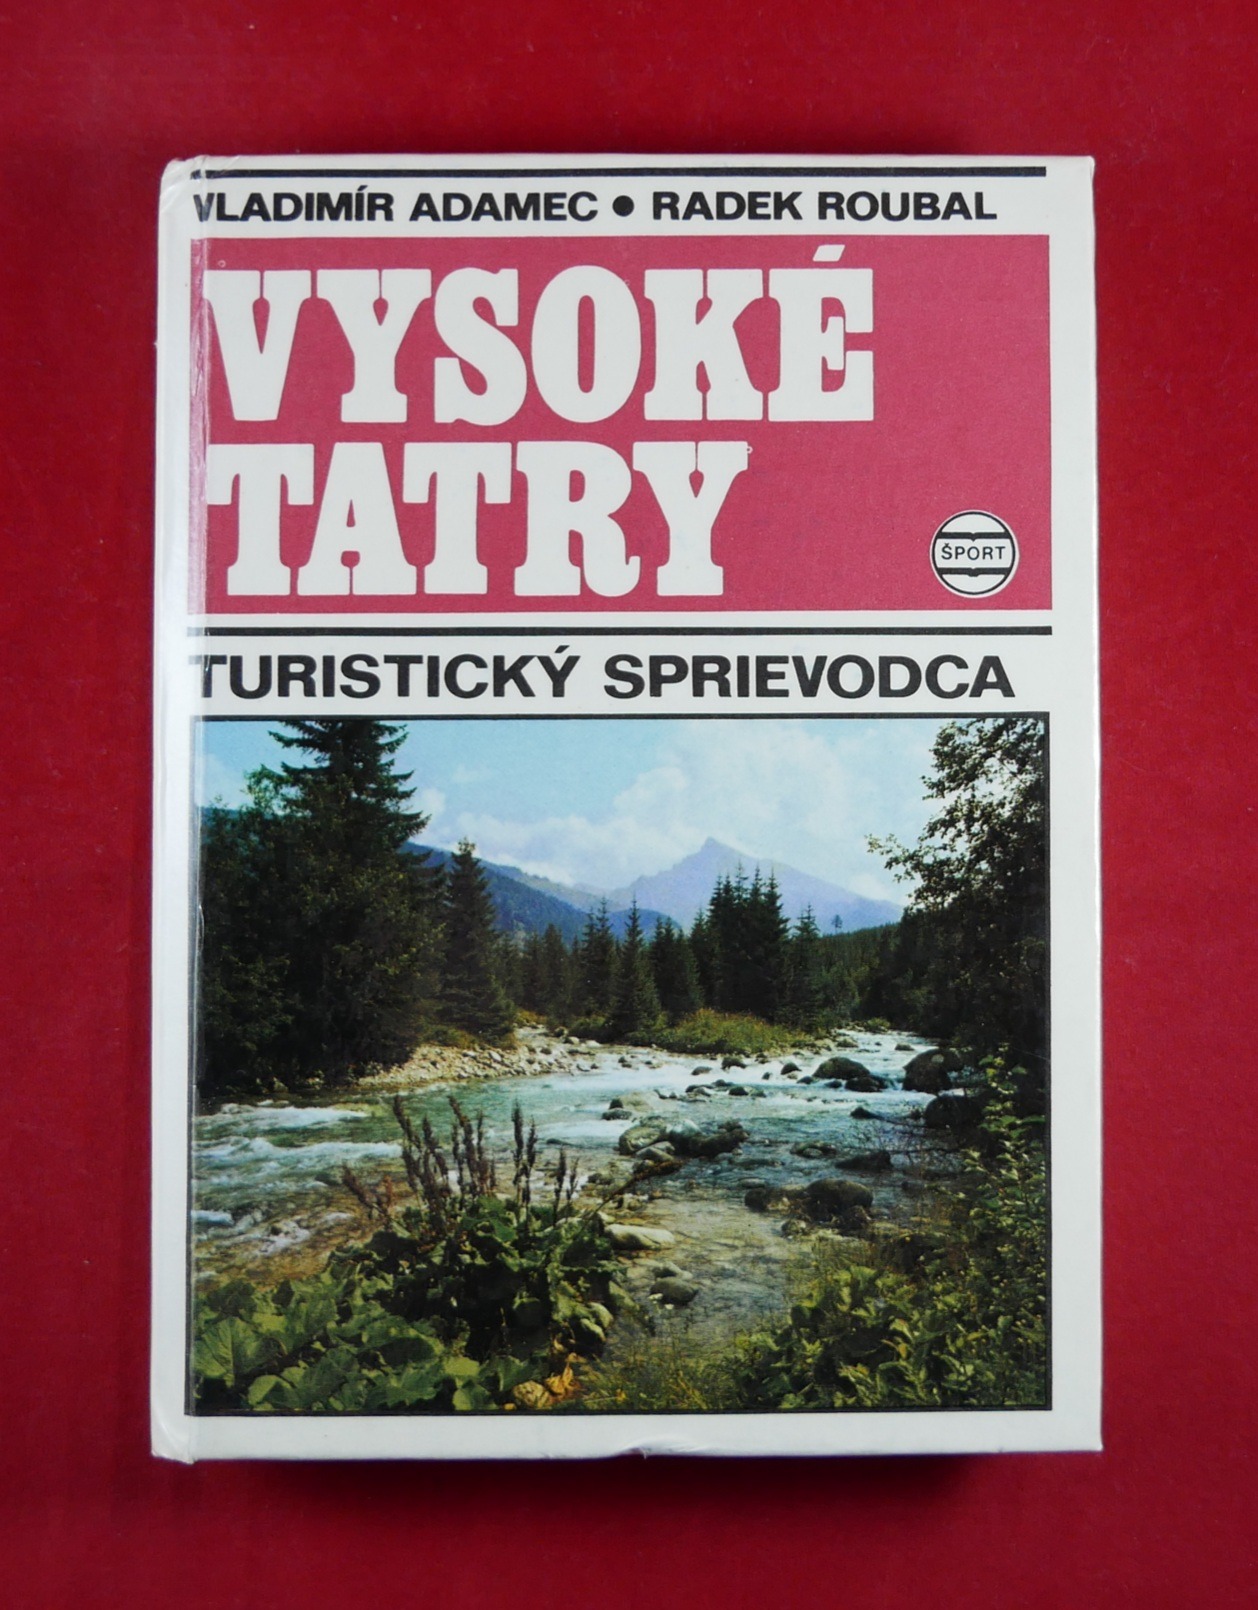 VLADIMÍR ADAMEC • RADEK ROUBAL
VYSOKÉ
TATRY
ŠPORT
TURISTICKÝ SPRIEVODCA